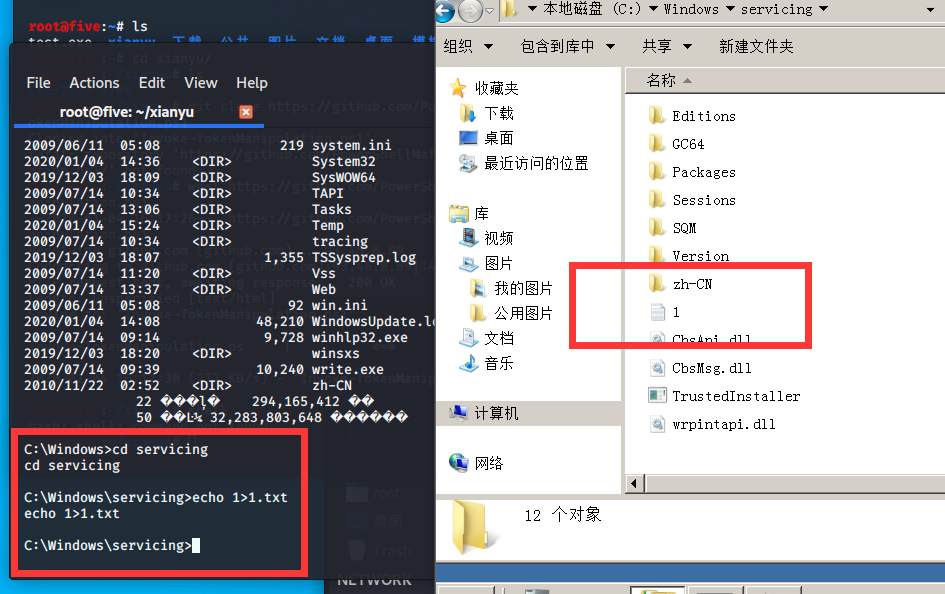 root@five:~# ls
File Actions Edit View Help
root@five: ~/xianyu
2009/06/11 05:08 219 system.ini
2020/01/04 14:36 <DIR> System32
2019/12/03 18:09 <DIR> SysWOW64
2009/07/14 10:34 <DIR> TAPI
2009/07/14 13:06 <DIR> Tasks
2020/01/04 15:24 <DIR> Temp
2009/07/14 10:34 <DIR> tracing
2019/12/03 18:07 1,355 TSSysprep.log
2009/07/14 11:20 <DIR> Vss
2009/07/14 13:37 <DIR> Web
2009/06/11 05:08 92 win.ini
2020/01/04 14:08 48,210 WindowsUpdate.lo
2009/07/14 09:14 9,728 winhlp32.exe
2019/12/03 18:20 <DIR> winsxs
2009/07/14 09:39 10,240 write.exe
2010/11/22 02:52 <DIR> zh-CN
22 294,165,412
50 32,283,803,648
C:\Windows>cd servicing
cd servicing
C:\Windows\servicing>echo 1>1.txt
echo 1>1.txt
C:\Windows\servicing>
root
桌面
Trash
NETWORK
本地磁盘 (C:) Windows servicing
组织 包含到库中 共享 新建文件夹
收藏夹
下载
桌面
最近访问的位置
库
视频
图片
我的图片
公用图片
文档
音乐
计算机
网络
名称
Editions
GC64
Packages
Sessions
SQM
Version
zh-CN
1
CbsApi.dll
CbsMsg.dll
TrustedInstaller
wrpintapi.dll
12 个对象